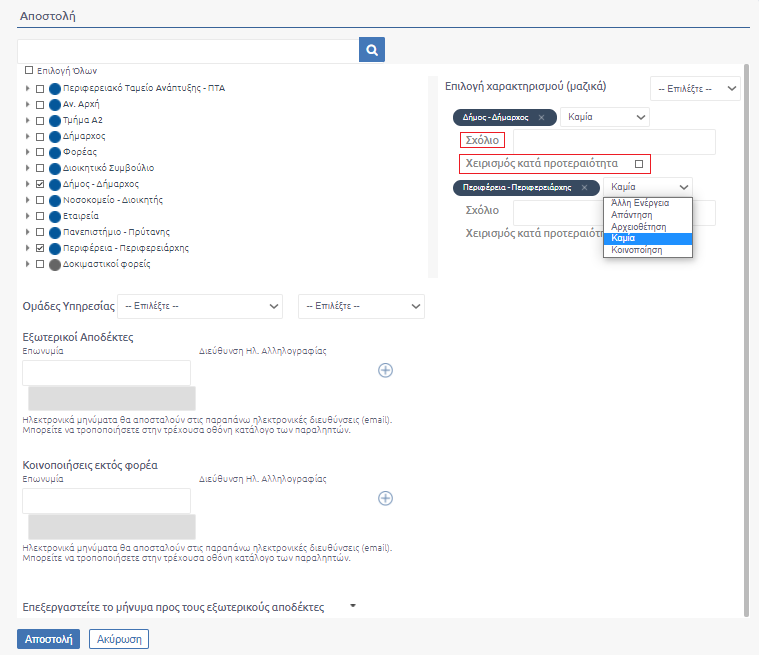 Αποστολή
Επιλογή Όλων
Περιφερειακό Ταμείο Ανάπτυξης - ΠΤΑ
Αν. Αρχή
Τμήμα Α2
Δήμαρχος
Φορέας
Διοικητικό Συμβούλιο
Δήμος - Δήμαρχος
Νοσοκομείο - Διοικητής
Εταιρεία
Πανεπιστήμιο - Πρύτανης
Περιφέρεια - Περιφερειάρχης
Δοκιμαστικοί φορείς
Επιλογή χαρακτηρισμού (μαζικά) -- Επιλέξτε --
Δήμος - Δήμαρχος × Καμία
Σχόλιο
Χειρισμός κατά προτεραιότητα
Περιφέρεια - Περιφερειάρχης × Καμία
Σχόλιο
Χειρισμός κατά προτεραιότη
Άλλη Ενέργεια
Απάντηση
Αρχειοθέτηση
Καμία
Κοινοποίηση
Ομάδες Υπηρεσίας -- Επιλέξτε -- -- Επιλέξτε --
Εξωτερικοί Αποδέκτες
Επωνυμία Διεύθυνση Ηλ. Αλληλογραφίας
Ηλεκτρονικά μηνύματα θα αποσταλούν στις παραπάνω ηλεκτρονικές διευθύνσεις (email).
Μπορείτε να τροποποιήσετε στην τρέχουσα οθόνη κατάλογο των παραληπτών.
Κοινοποιήσεις εκτός φορέα
Επωνυμία Διεύθυνση Ηλ. Αλληλογραφίας
Ηλεκτρονικά μηνύματα θα αποσταλούν στις παραπάνω ηλεκτρονικές διευθύνσεις (email).
Μπορείτε να τροποποιήσετε στην τρέχουσα οθόνη κατάλογο των παραληπτών.
Επεξεργαστείτε το μήνυμα προς τους εξωτερικούς αποδέκτες
Αποστολή Ακύρωση